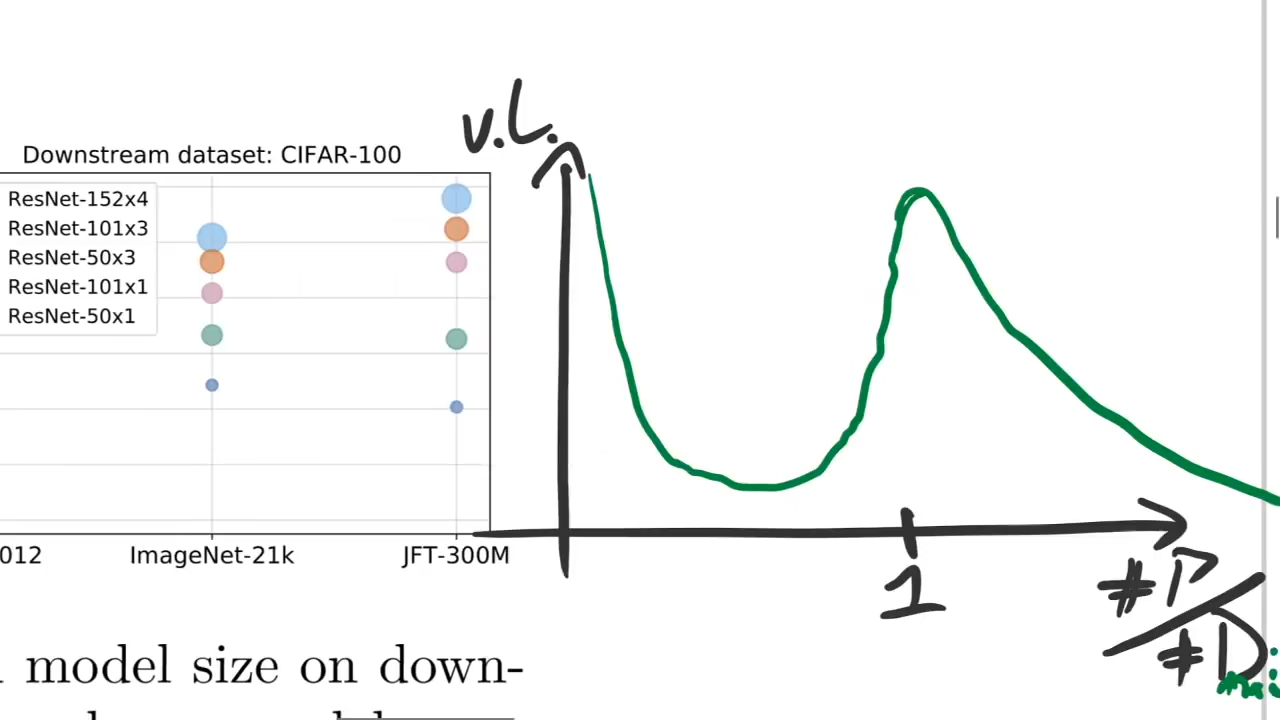 v.L.
Downstream dataset: CIFAR-100
ResNet-152x4
ResNet-101x3
ResNet-50x3
ResNet-101x1
ResNet-50x1
012
ImageNet-21k
JFT-300M
1
#P/#D
model size on down-